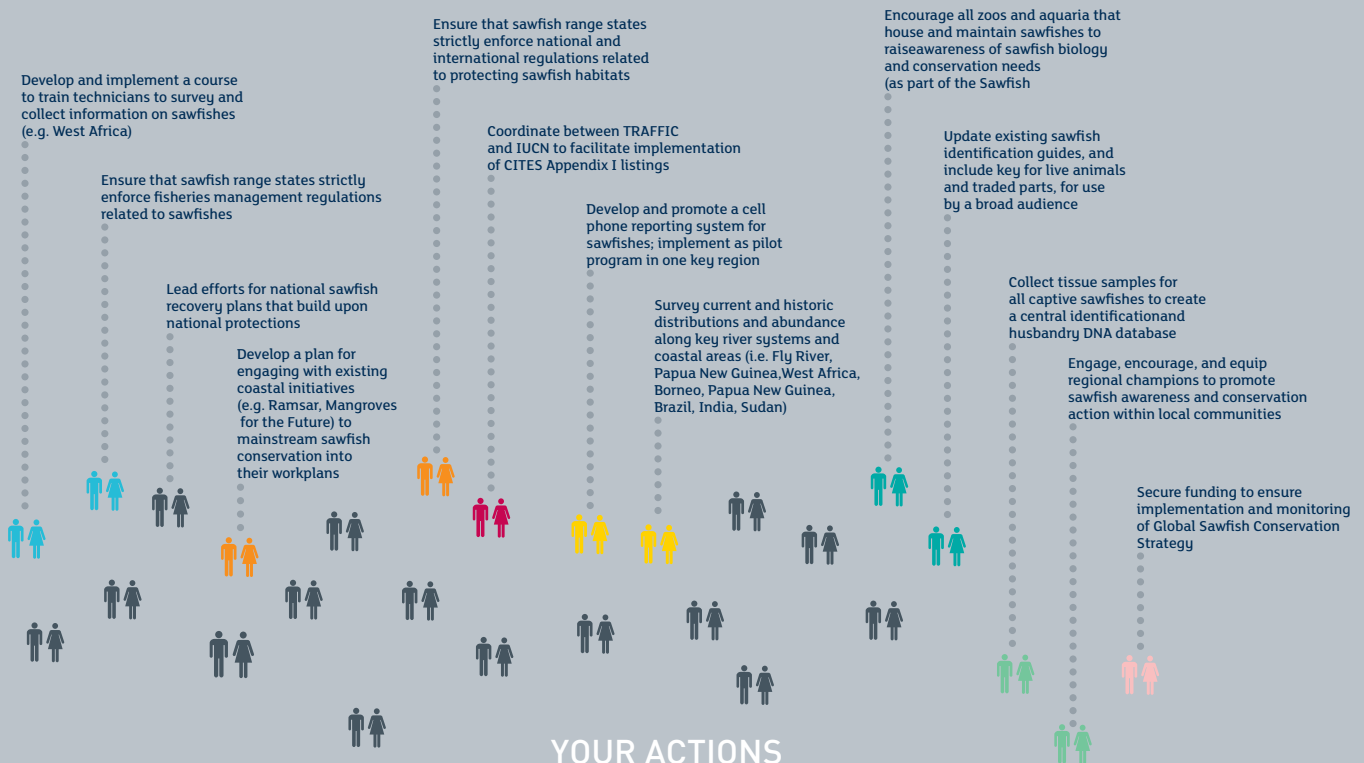 Develop and implement a course
to train technicians to survey and
collect information on sawfishes
(e.g. West Africa)
Ensure that sawfish range states strictly
enforce fisheries management regulations
related to sawfishes
Lead efforts for national sawfish
recovery plans that build upon
national protections
Develop a plan for
engaging with existing
coastal initiatives
(e.g. Ramsar, Mangroves
for the Future) to
mainstream sawfish
conservation into
their workplans
Ensure that sawfish range states
strictly enforce national and
international regulations related
to protecting sawfish habitats
Coordinate between TRAFFIC
and IUCN to facilitate implementation
of CITES Appendix I listings
Develop and promote a cell
phone reporting system for
sawfishes; implement as pilot
program in one key region
Survey current and historic
distributions and abundance
along key river systems and
coastal areas (i.e. Fly River,
Papua New Guinea,West Africa,
Borneo, Papua New Guinea,
Brazil, India, Sudan)
Encourage all zoos and aquaria that
house and maintain sawfishes to
raiseawareness of sawfish biology
and conservation needs
(as part of the Sawfish
Update existing sawfish
identification guides, and
include key for live animals
and traded parts, for use
by a broad audience
Collect tissue samples for
all captive sawfishes to create
a central identificationand
husbandry DNA database
Engage, encourage, and equip
regional champions to promote
sawfish awareness and conservation
action within local communities
Secure funding to ensure
implementation and monitoring
of Global Sawfish Conservation
Strategy
YOUR ACTIONS